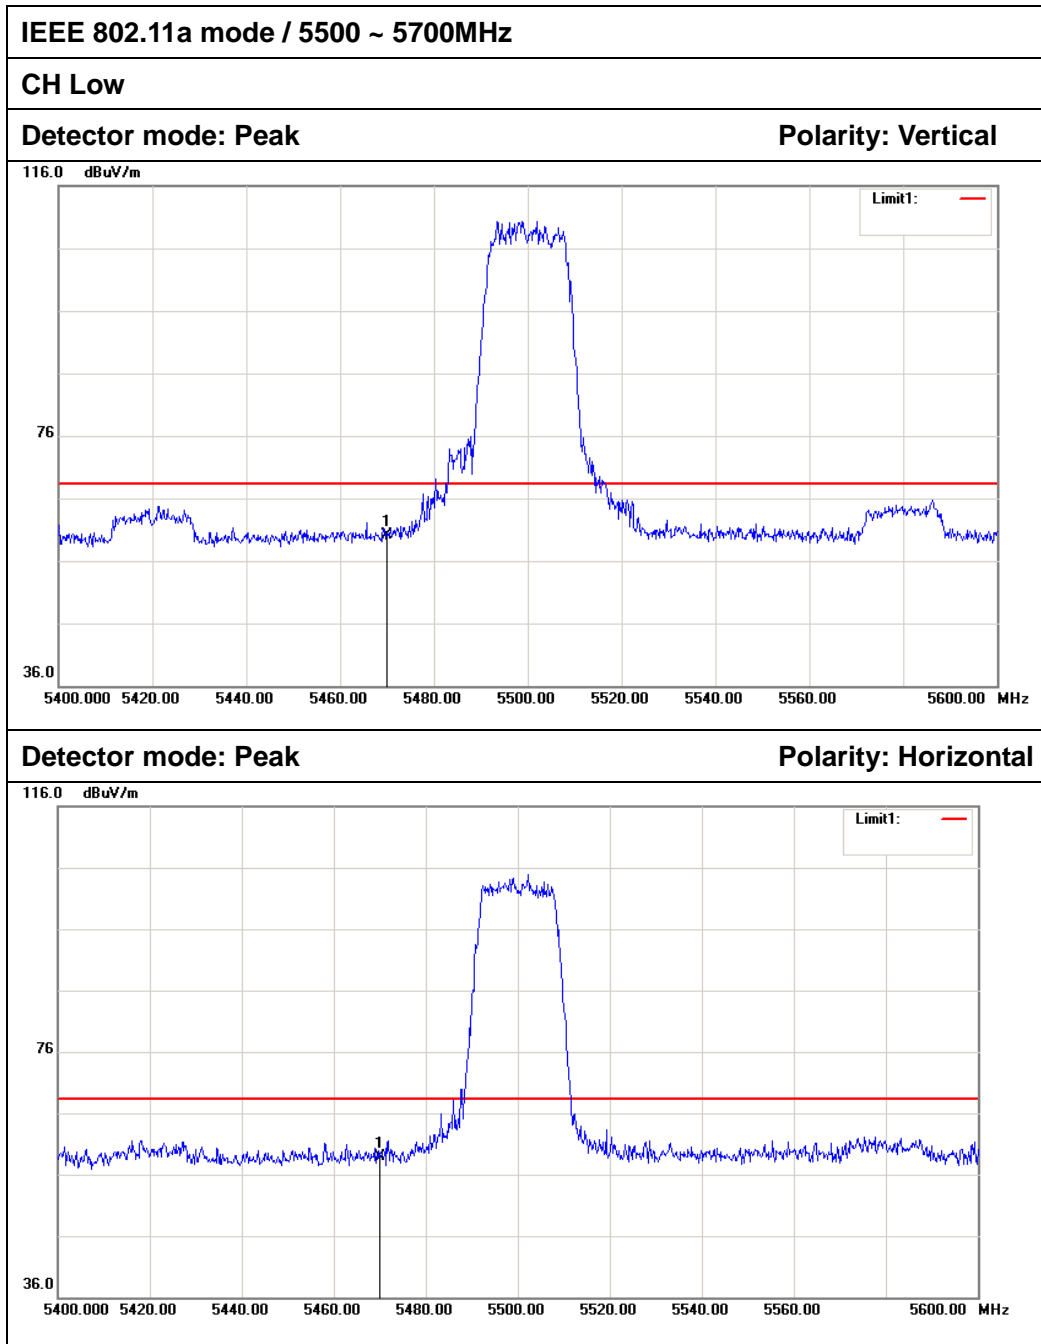 IEEE 802.11a mode / 5500 ~ 5700MHz
CH Low
Detector mode: Peak Polarity: Vertical
116.0 dBuV/m
Limit1:
76
1
36.0
5400.000 5420.00 5440.00 5460.00 5480.00 5500.00 5520.00 5540.00 5560.00 5600.00 MHz
Detector mode: Peak Polarity: Horizontal
116.0 dBuV/m
Limit1:
76
1
36.0
5400.000 5420.00 5440.00 5460.00 5480.00 5500.00 5520.00 5540.00 5560.00 5600.00 MHz